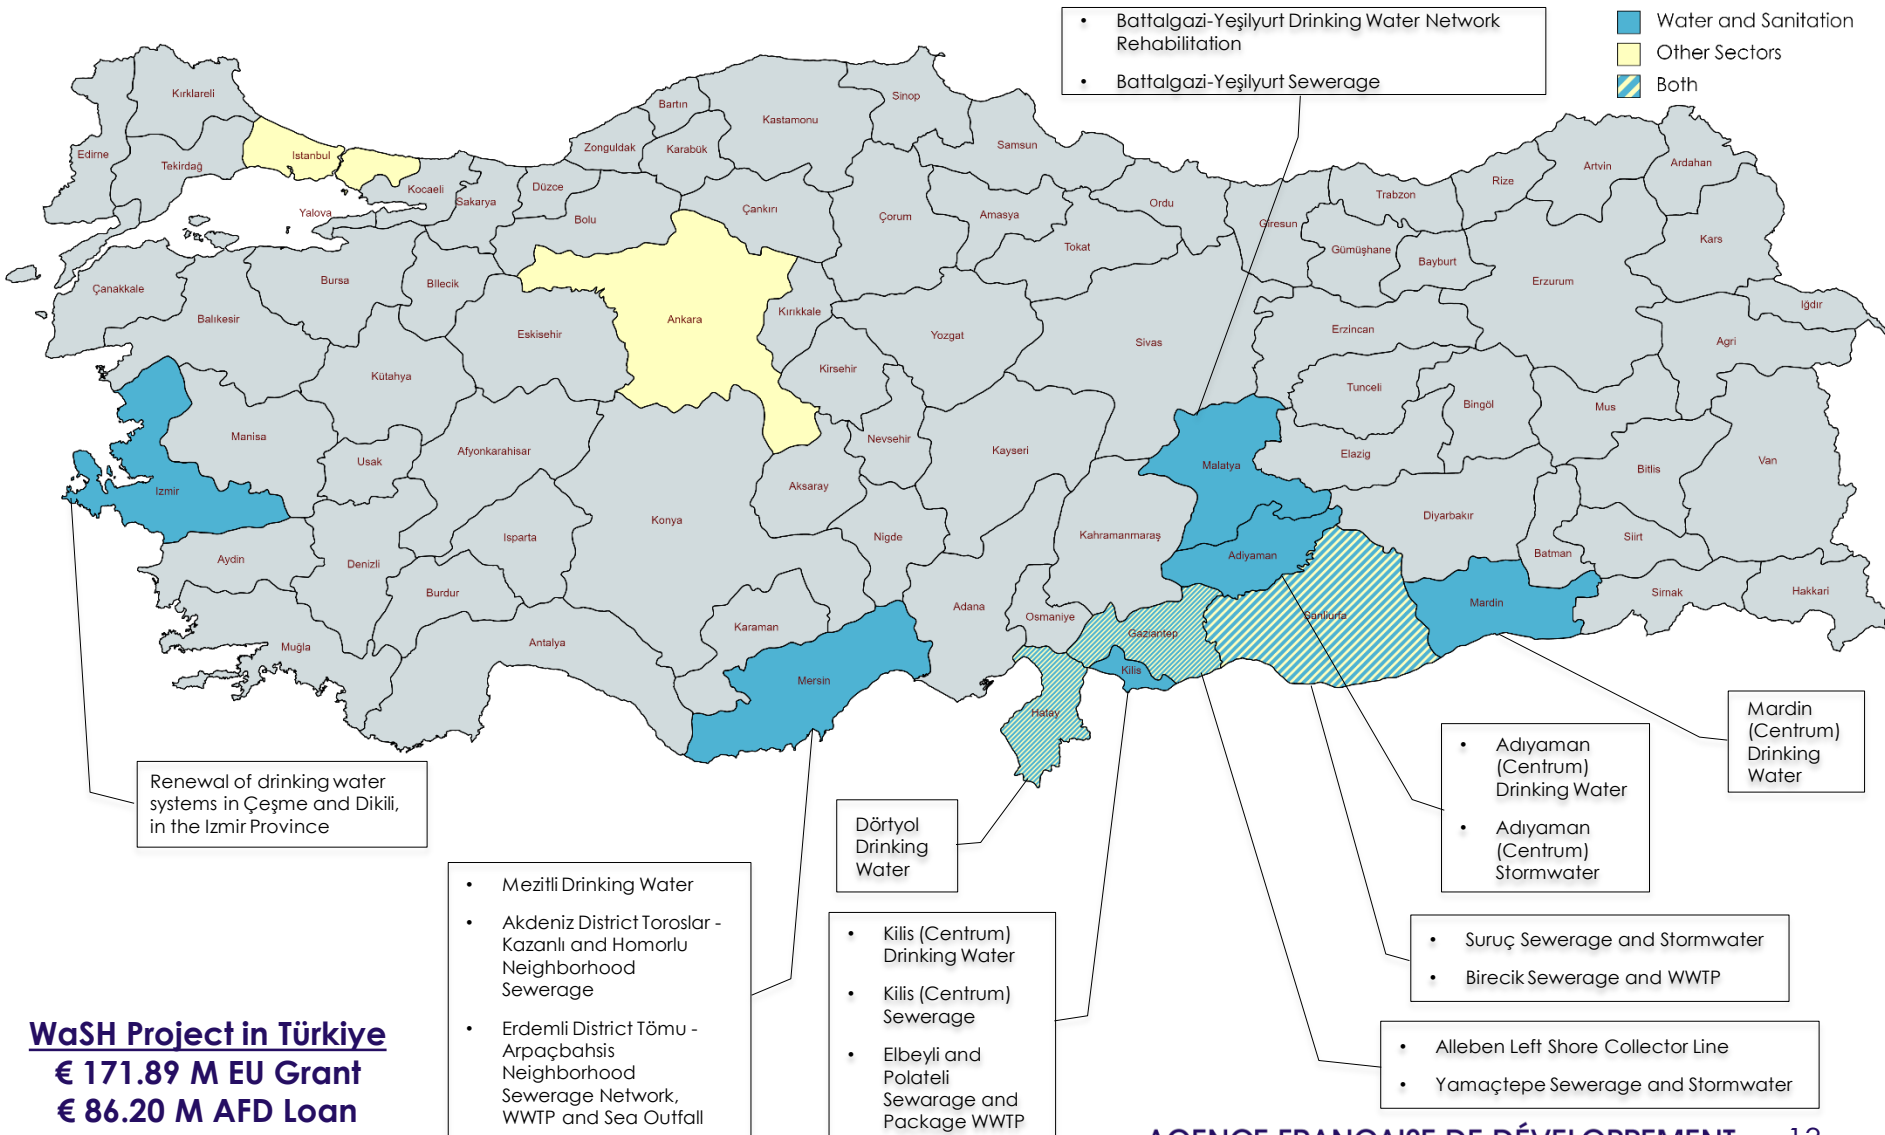 • Battalgazi-Yeşilyurt Drinking Water Network
Rehabilitation
• Battalgazi-Yeşilyurt Sewerage
Water and Sanitation
Other Sectors
Both
Kırklareli
Edirne
Tekirdağ
Istanbul
Yalova
Kocaeli
Sakarya
Düzce
Bolu
Zonguldak
Bartın
Karabük
Kastamonu
Çankırı
Sinop
Samsun
Çorum
Amasya
Tokat
Ordu
Giresun
Trabzon
Gümüşhane
Bayburt
Rize
Artvin
Ardahan
Kars
Erzurum
Iğdır
Agri
Çanakkale
Balıkesir
Bursa
Bllecik
Eskisehir
Ankara
Kırıkkale
Yozgat
Sivas
Erzincan
Tunceli
Bingöl
Mus
Kütahya
Kirsehir
Manisa
Usak
Afyonkarahisar
Nevsehir
Kayseri
Malatya
Elazig
Bitlis
Van
Izmir
Aksaray
Konya
Isparta
Nigde
Kahramanmaraş
Adiyaman
Diyarbakır
Batman
Siirt
Aydin
Denizli
Burdur
Karaman
Adana
Osmaniye
Gaziantep
Sanliurfa
Mardin
Sirnak
Hakkari
Muğla
Antalya
Mersin
Kilis
Hatay
Renewal of drinking water
systems in Çeşme and Dikili,
in the Izmir Province
• Mezitli Drinking Water
• Akdeniz District Toroslar -
Kazanlı and Homorlu
Neighborhood
Sewerage
• Erdemli District Tömu -
Arpaçbahsis
Neighborhood
Sewerage Network,
WWTP and Sea Outfall
Dörtyol
Drinking
Water
• Kilis (Centrum)
Drinking Water
• Kilis (Centrum)
Sewerage
• Elbeyli and
Polateli
Sewarage and
Package WWTP
Mardin
(Centrum)
Drinking
Water
• Adıyaman
(Centrum)
Drinking Water
• Adıyaman
(Centrum)
Stormwater
• Suruç Sewerage and Stormwater
• Birecik Sewerage and WWTP
• Alleben Left Shore Collector Line
• Yamaçtepe Sewerage and Stormwater
WaSH Project in Türkiye
€ 171.89 M EU Grant
€ 86.20 M AFD Loan
AGENCE FRANÇAISE DE DÉVELOPPEMENT